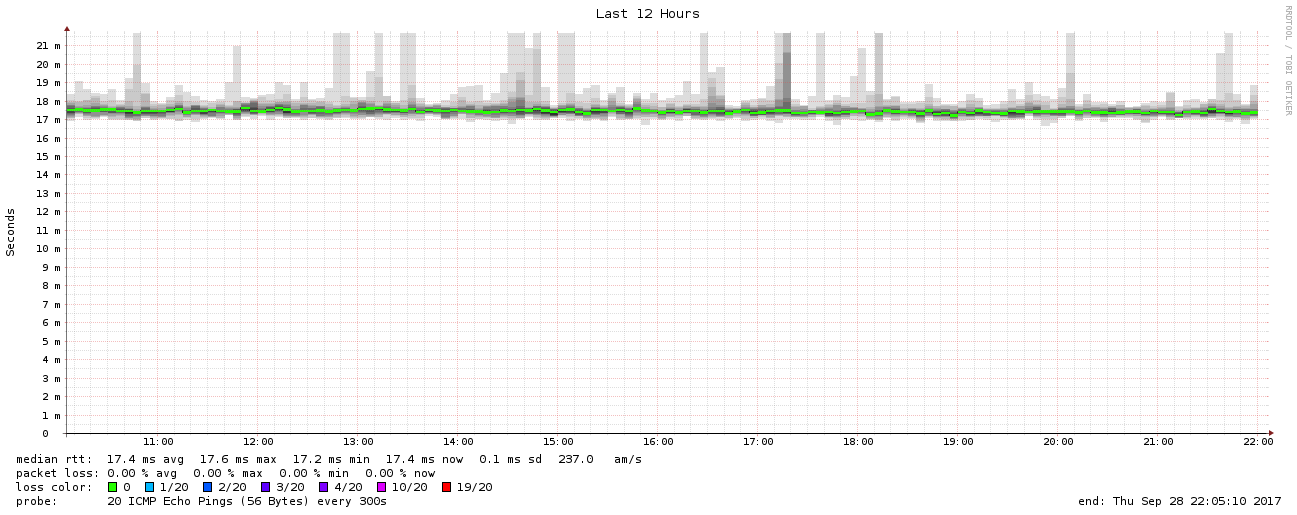 Last 12 Hours
RRDTOOL / TOBI OETIKER
Seconds
21 m
20 m
19 m
18 m
17 m
16 m
15 m
14 m
13 m
12 m
11 m
10 m
9 m
8 m
7 m
6 m
5 m
4 m
3 m
2 m
1 m
0
11:00 12:00 13:00 14:00 15:00 16:00 17:00 18:00 19:00 20:00 21:00 22:00
median rtt: 17.4 ms avg 17.6 ms max 17.2 ms min 17.4 ms now 0.1 ms sd 237.0 am/s
packet loss: 0.00 % avg 0.00 % max 0.00 % min 0.00 % now
loss color: 0 1/20 2/20 3/20 4/20 10/20 19/20
probe: 20 ICMP Echo Pings (56 Bytes) every 300s end: Thu Sep 28 22:05:10 2017